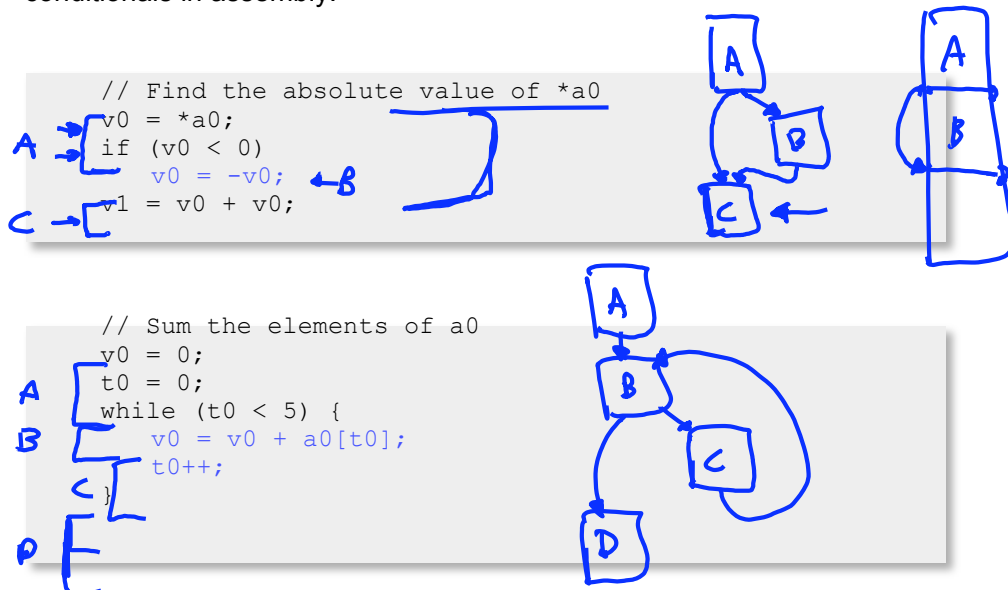 conditionals in assembly.
A
A
// Find the absolute value of *a0
v0 = *a0;
A
B
B
if (v0 < 0)
v0 = -v0;
B
C
v1 = v0 + v0;
C
A
// Sum the elements of a0
v0 = 0;
t0 = 0;
A
B
while (t0 < 5) {
B
v0 = v0 + a0[t0];
t0++;
C
C
}
D
D